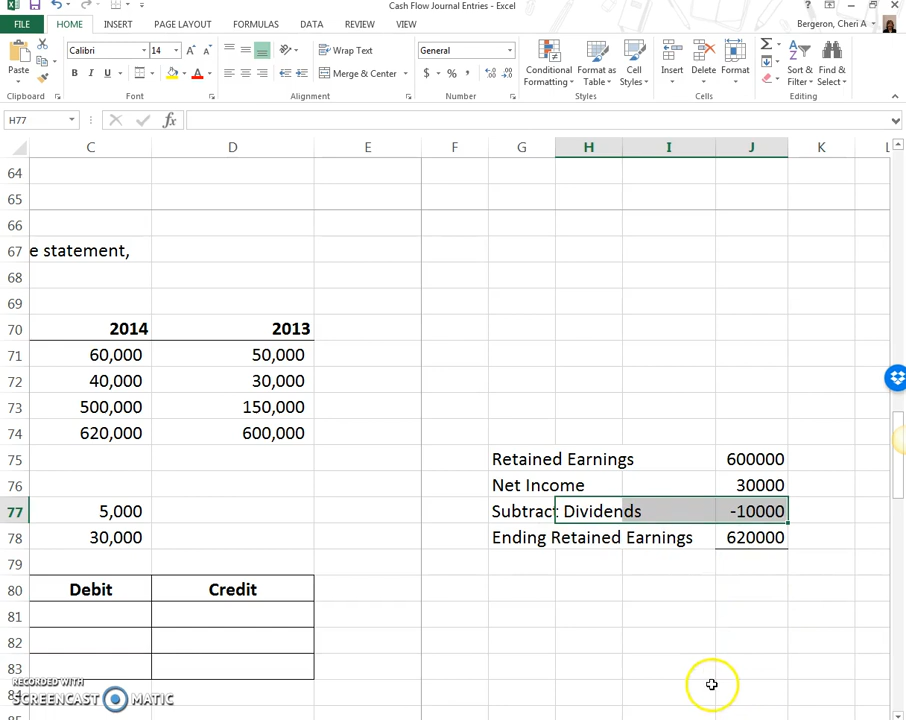 Cash Flow Journal Entries - Excel
?
FILE HOME INSERT PAGE LAYOUT FORMULAS DATA REVIEW VIEW Bergeron, Cheri A
Calibri 14 A A Wrap Text General
Paste B I U A Merge & Center $ % , Conditional Formatting Format as Table Cell Styles Insert Delete Format Σ Sort & Filter Find & Select
Clipboard Font Alignment Number Styles Cells Editing
H77 fx
C D E F G H I J K L
64
65
66
67 e statement,
68
69
70 2014 2013
71 60,000 50,000
72 40,000 30,000
73 500,000 150,000
74 620,000 600,000
75 Retained Earnings 600000
76 Net Income 30000
77 5,000 Subtract Dividends -10000
78 30,000 Ending Retained Earnings 620000
79
80 Debit Credit
81
82
83
84
RECORDED WITH
SCREENCAST MATIC